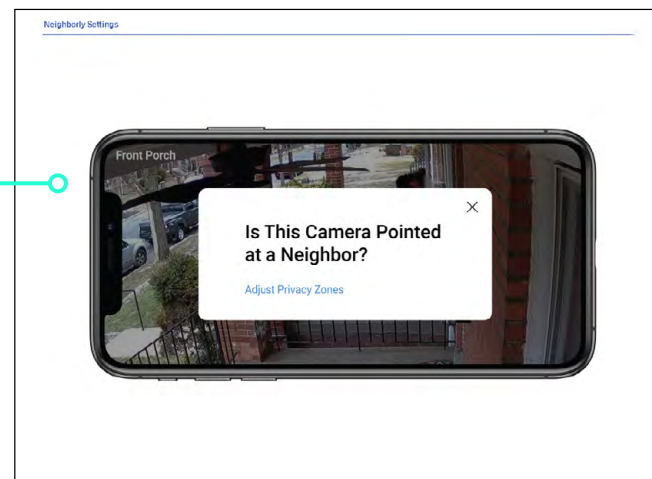 Neighborly Settings
Front Porch
Is This Camera Pointed
at a Neighbor?
Adjust Privacy Zones